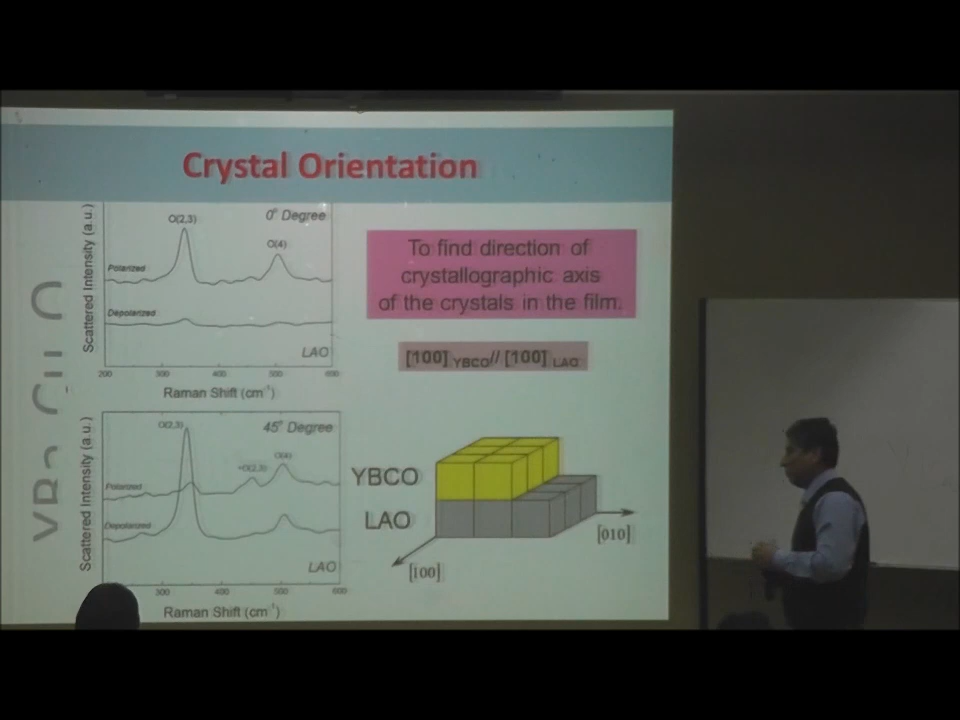 Crystal Orientation
Scattered Intensity (a.u.)
O(2,3)
0° Degree
O(4)
Polarized
Depolarized
LAO
200 300 400 500 600
Raman Shift (cm⁻¹)
To find direction of
crystallographic axis
of the crystals in the film.
[100] YBCO // [100] LAO
Scattered Intensity (a.u.)
O(2,3)
45° Degree
O(4)
Polarized
Depolarized
LAO
300 400 500 600
Raman Shift (cm⁻¹)
YBCO
LAO
[010]
[100]